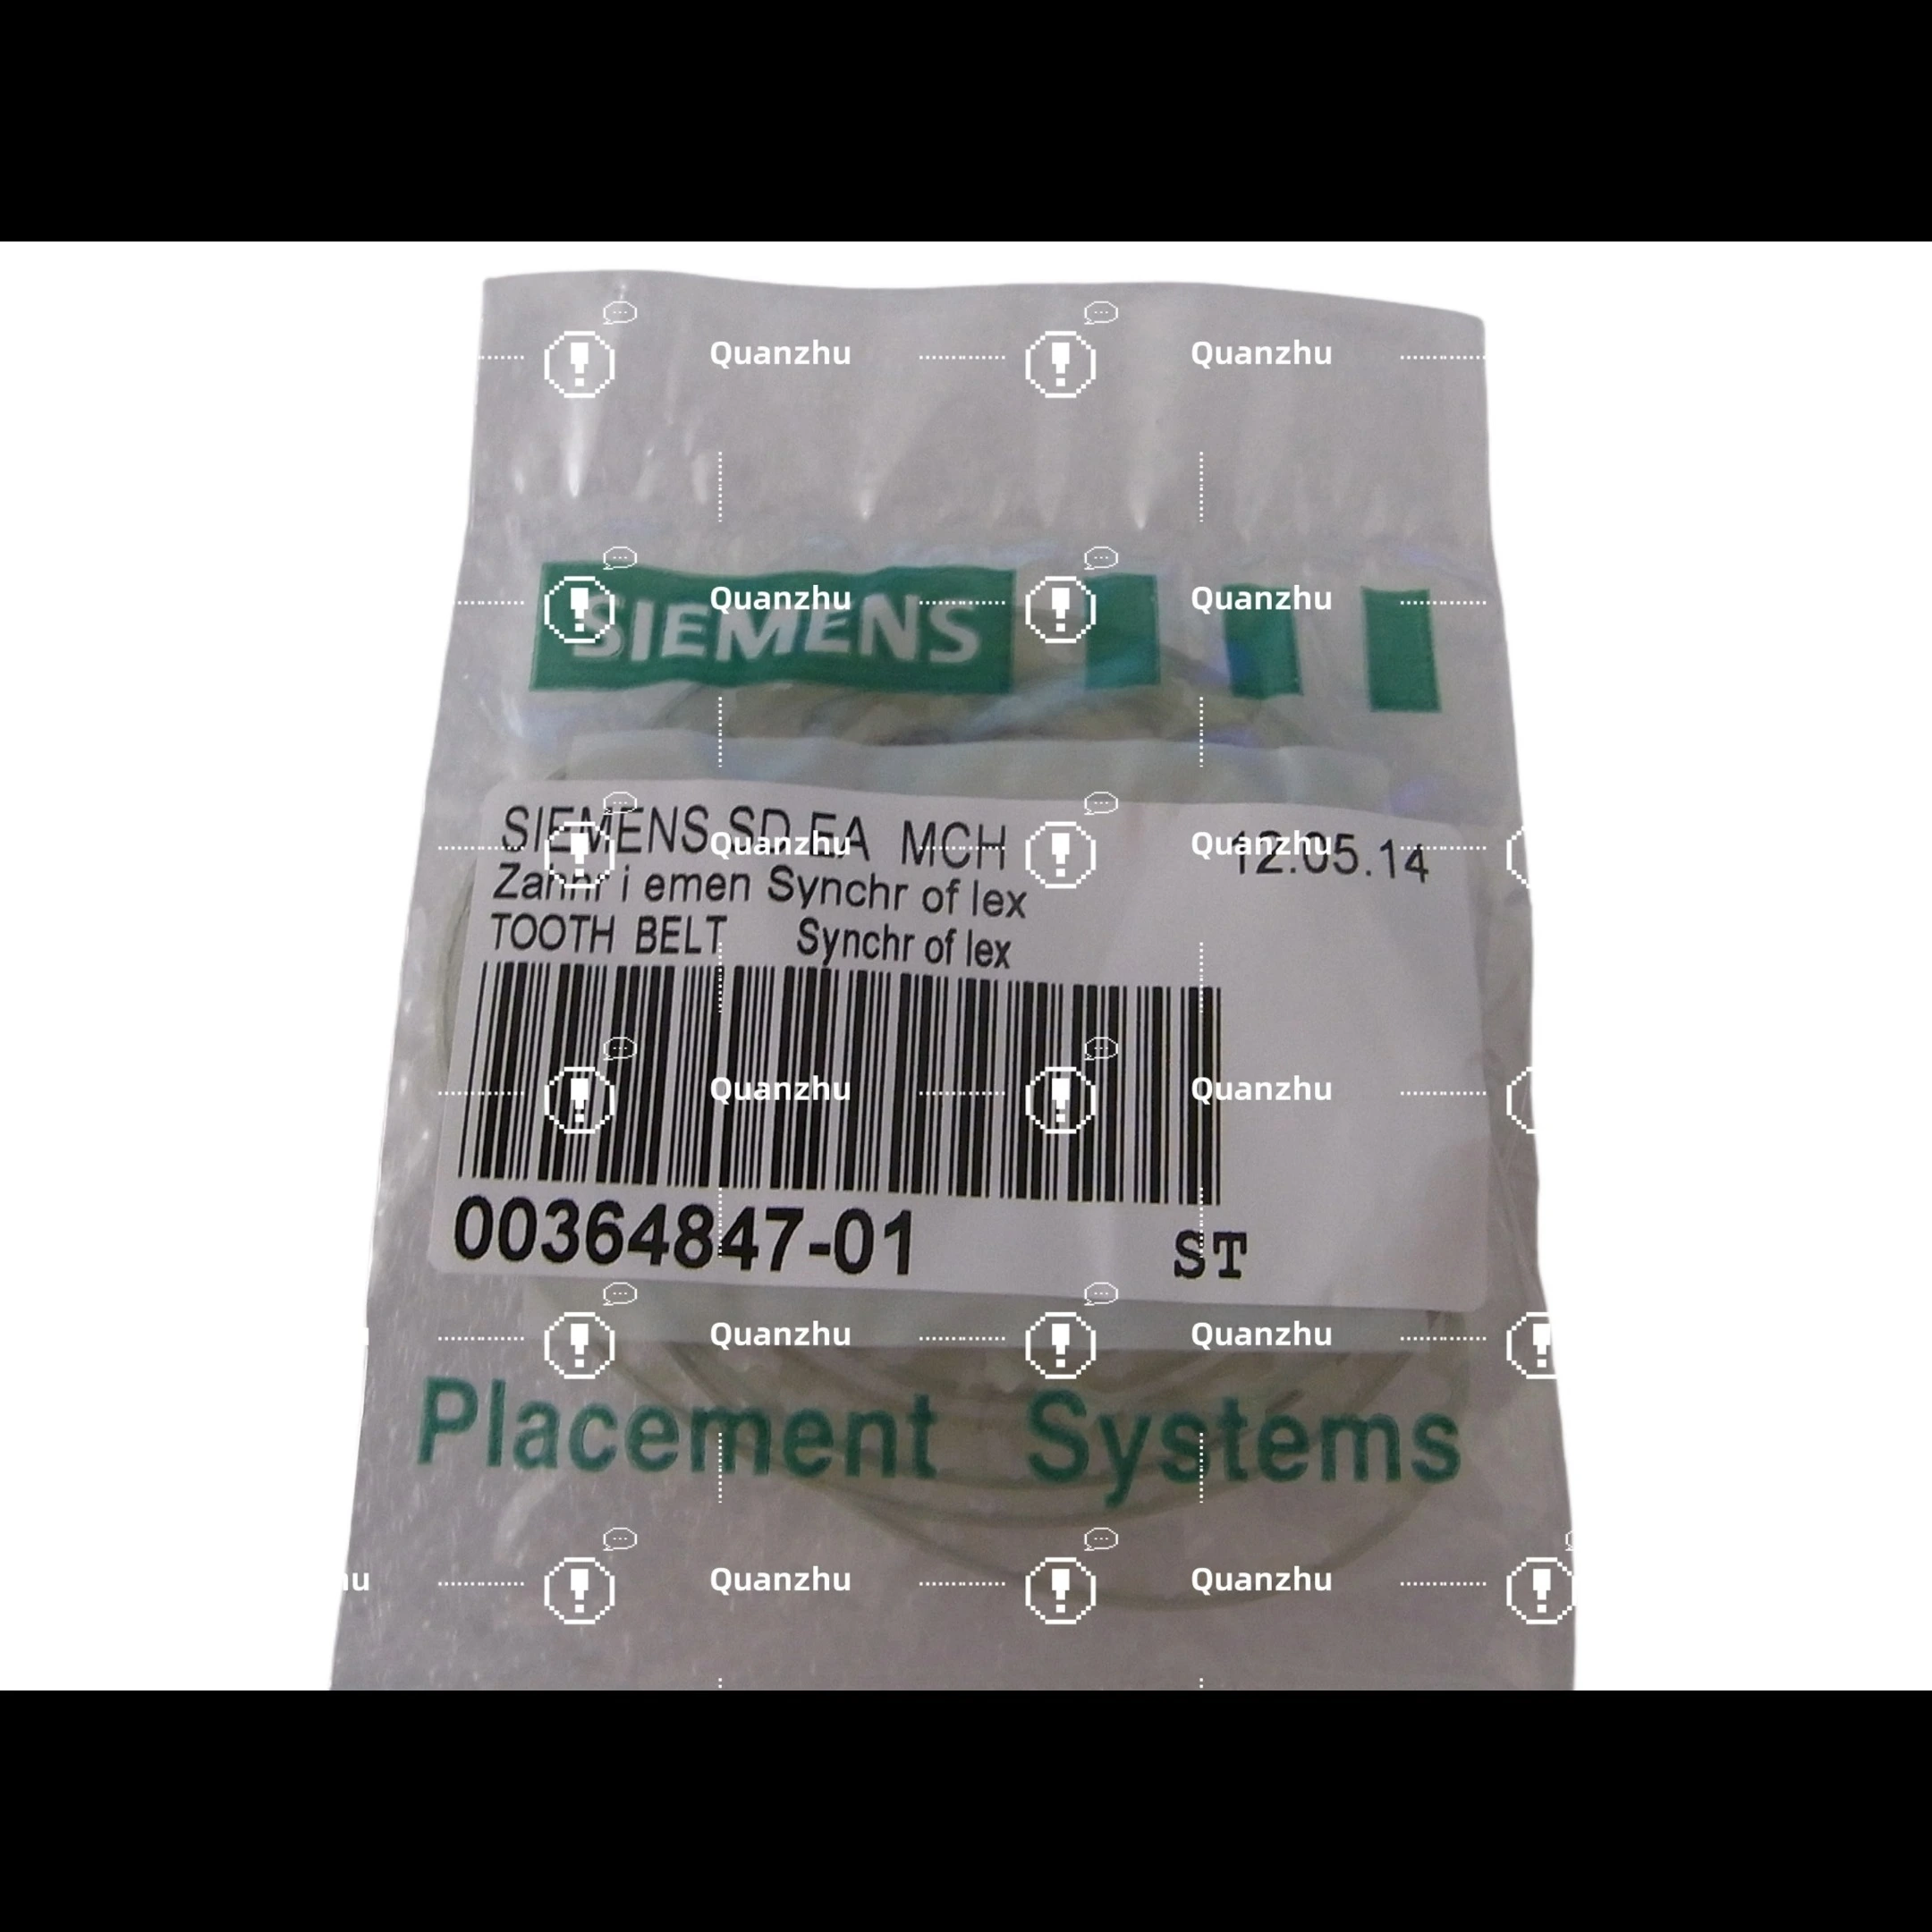 Quanzhu Quanzhu
SIEMENS
Quanzhu Quanzhu
SIEMENS SD EA MCH 12.05.14
Quanzhu Quanzhu
Zahnr i emen Synchr of lex
TOOTH BELT Synchr of lex
Quanzhu Quanzhu
00364847-01 ST
Quanzhu Quanzhu
Placement Systems
Quanzhu Quanzhu